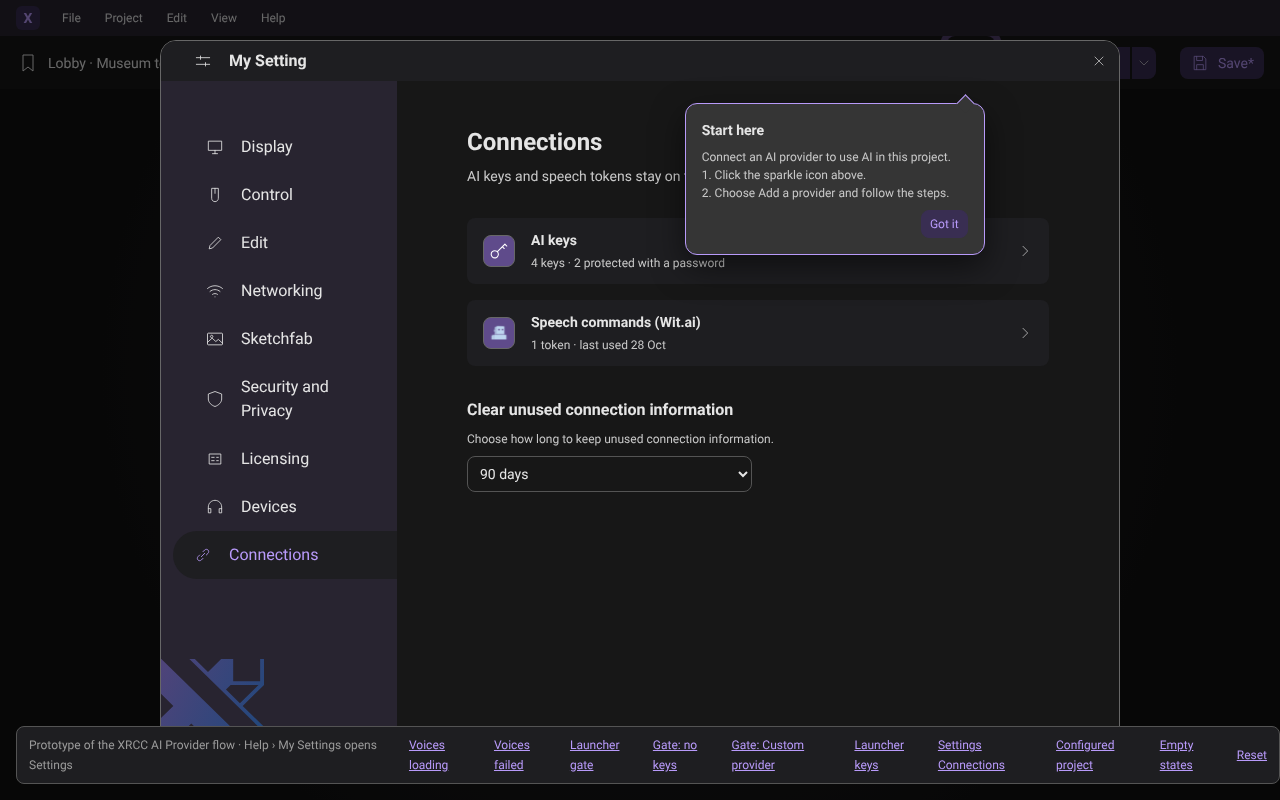 X File Project Edit View Help
Lobby · Museum t
Save*
My Setting
Display
Control
Edit
Networking
Sketchfab
Security and
Privacy
Licensing
Devices
Connections
Connections
AI keys and speech tokens stay on
Start here
Connect an AI provider to use AI in this project.
1. Click the sparkle icon above.
2. Choose Add a provider and follow the steps.
Got it
AI keys
4 keys · 2 protected with a password
Speech commands (Wit.ai)
1 token · last used 28 Oct
Clear unused connection information
Choose how long to keep unused connection information.
90 days
Prototype of the XRCC AI Provider flow · Help › My Settings opens
Settings
Voices
loading
Voices
failed
Launcher
gate
Gate: no
keys
Gate: Custom
provider
Launcher
keys
Settings
Connections
Configured
project
Empty
states
Reset